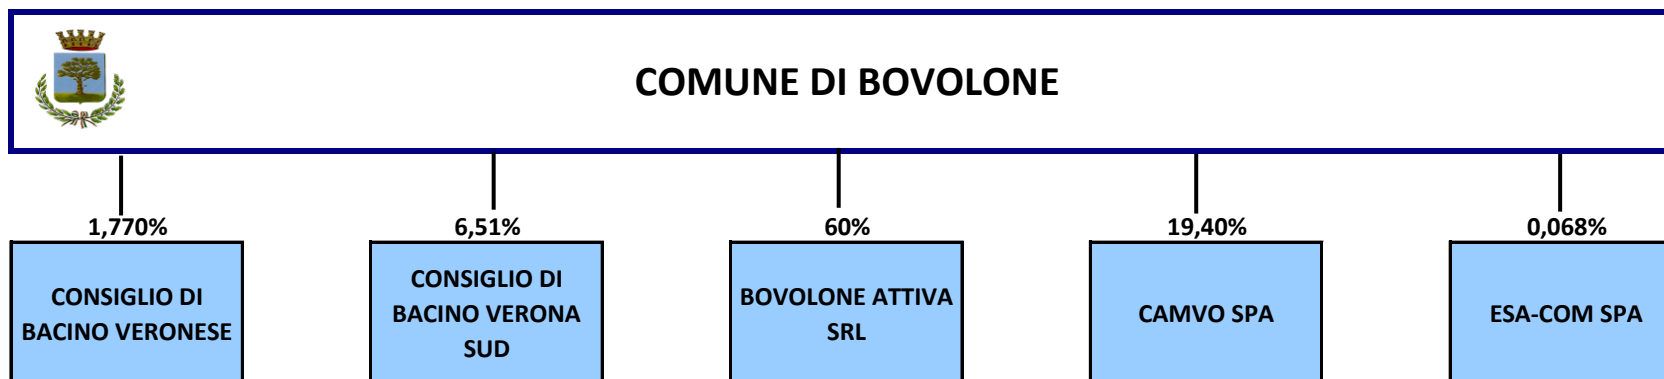 COMUNE DI BOVOLONE
1,770%
6,51%
60%
19,40%
0,068%
CONSIGLIO DI
BACINO VERONESE
CONSIGLIO DI
BACINO VERONA
SUD
BOVOLONE ATTIVA
SRL
CAMVO SPA
ESA-COM SPA